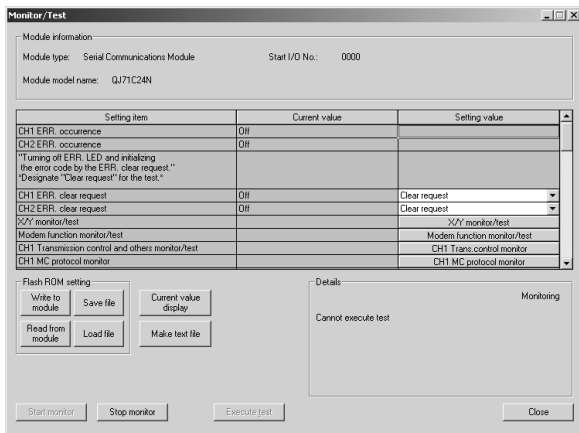 Monitor/Test
Module information
Module type: Serial Communications Module Start I/O No.: 0000
Module model name: QJ71C24N
Setting item Current value Setting value
CH1 ERR. occurrence Off
CH2 ERR. occurrence Off
"Turning off ERR. LED and initializing
the error code by the ERR. clear request."
*Designate "Clear request" for the test.*
CH1 ERR. clear request Off Clear request
CH2 ERR. clear request Off Clear request
X/Y monitor/test X/Y monitor/test
Modem function monitor/test Modem function monitor/test
CH1 Transmission control and others monitor/test CH1 Trans.control monitor
CH1 MC protocol monitor CH1 MC protocol monitor
Flash ROM setting
Write to
module
Save file
Current value
display
Read from
module
Load file
Make text file
Details
Monitoring
Cannot execute test
Start monitor Stop monitor Execute test Close